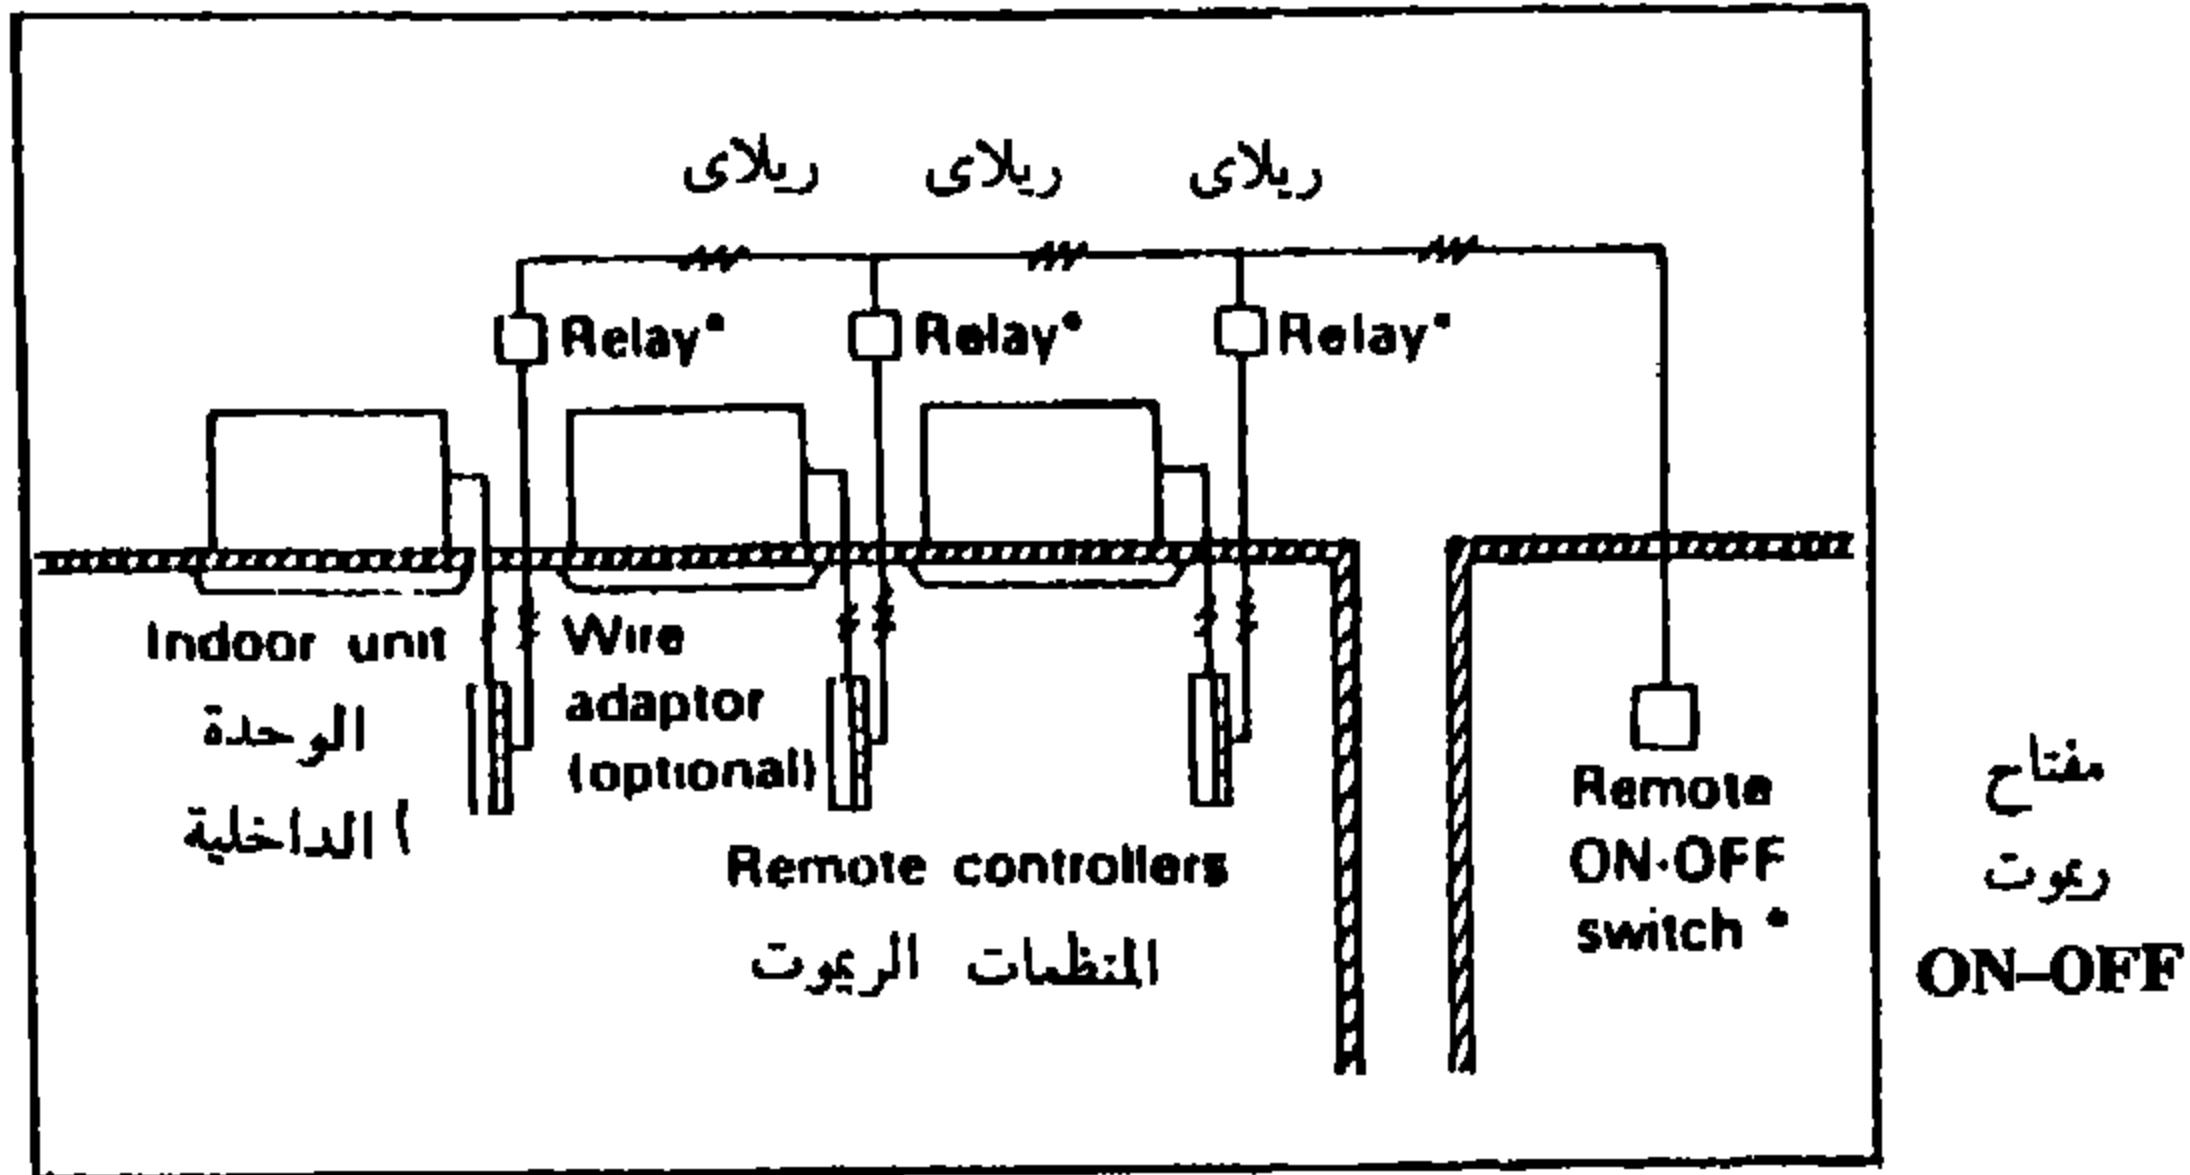 ريلاى ريلاى ريلاى
Relay* Relay* Relay*
Indoor unit
الوحدة
الداخلية
Wire
adaptor
(optional)
Remote controllers
المنظمات الريموت
Remote
ON·OFF
switch *
مفتاح
ريموت
ON–OFF